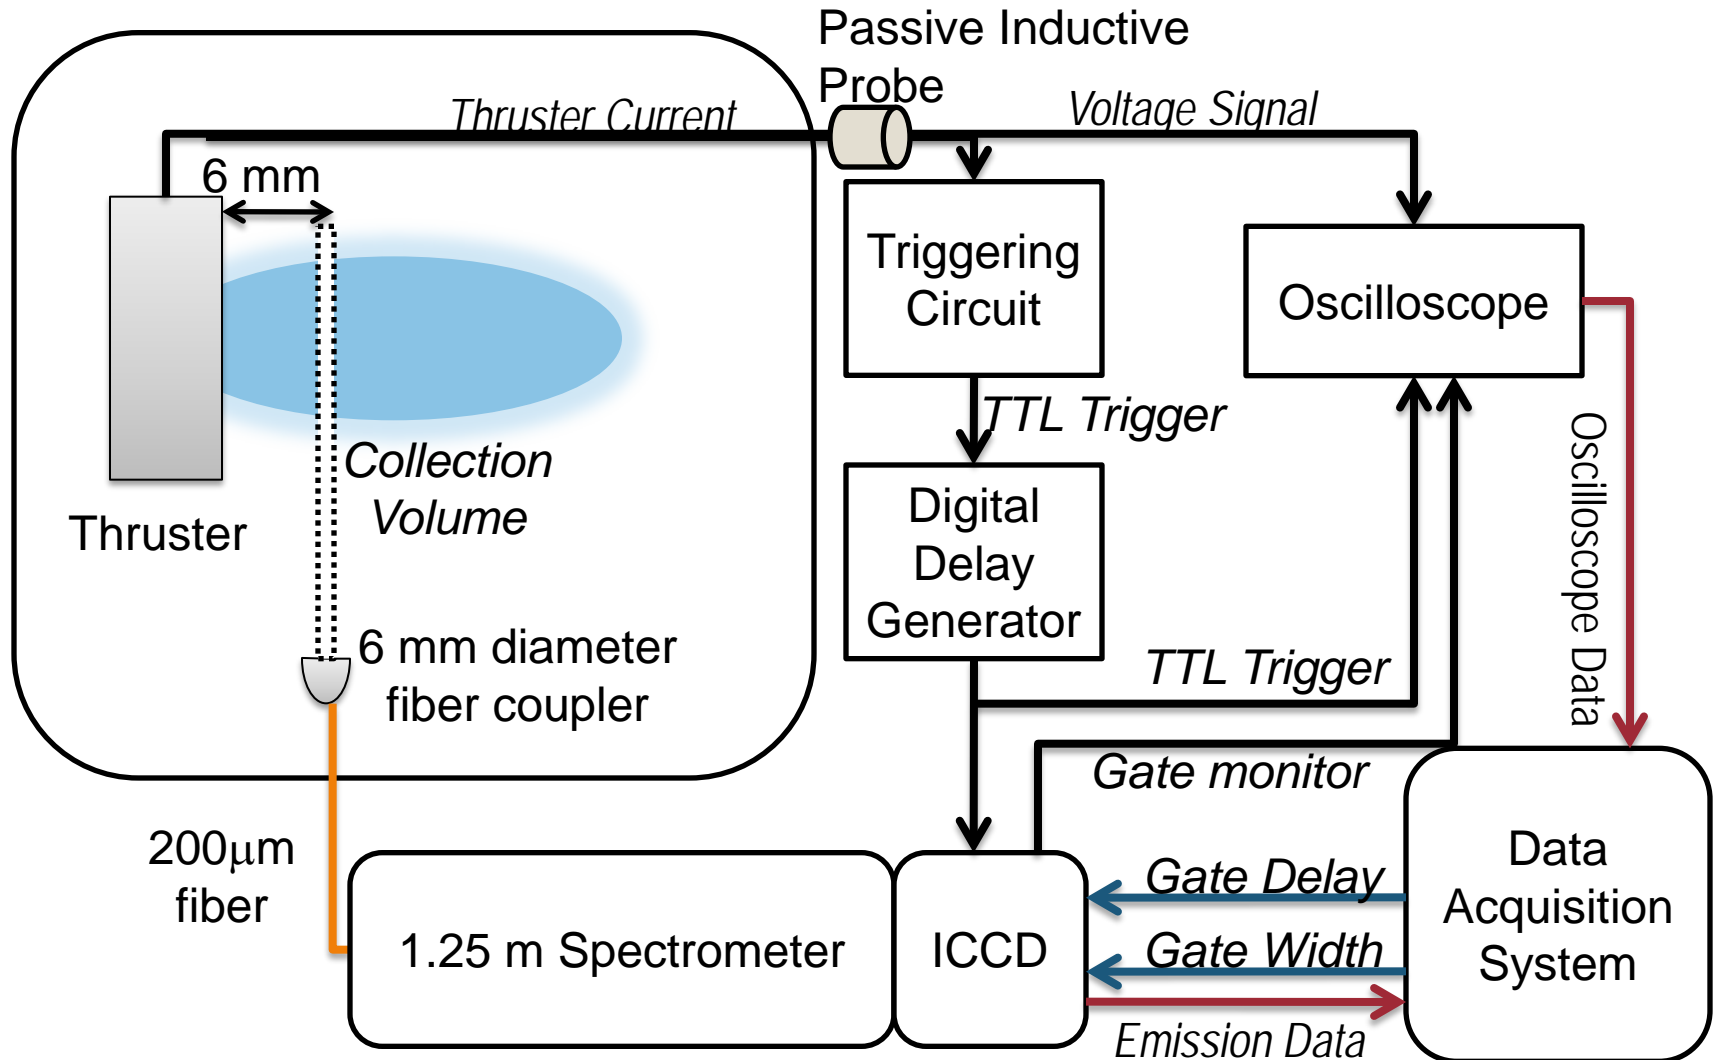 Passive Inductive
Probe
Thruster Current
Voltage Signal
6 mm
Triggering
Circuit
Oscilloscope
TTL Trigger
Collection
Volume
Thruster
Digital
Delay
Generator
Oscilloscope Data
6 mm diameter
fiber coupler
TTL Trigger
Gate monitor
200μm
fiber
1.25 m Spectrometer
ICCD
Gate Delay
Gate Width
Emission Data
Data
Acquisition
System